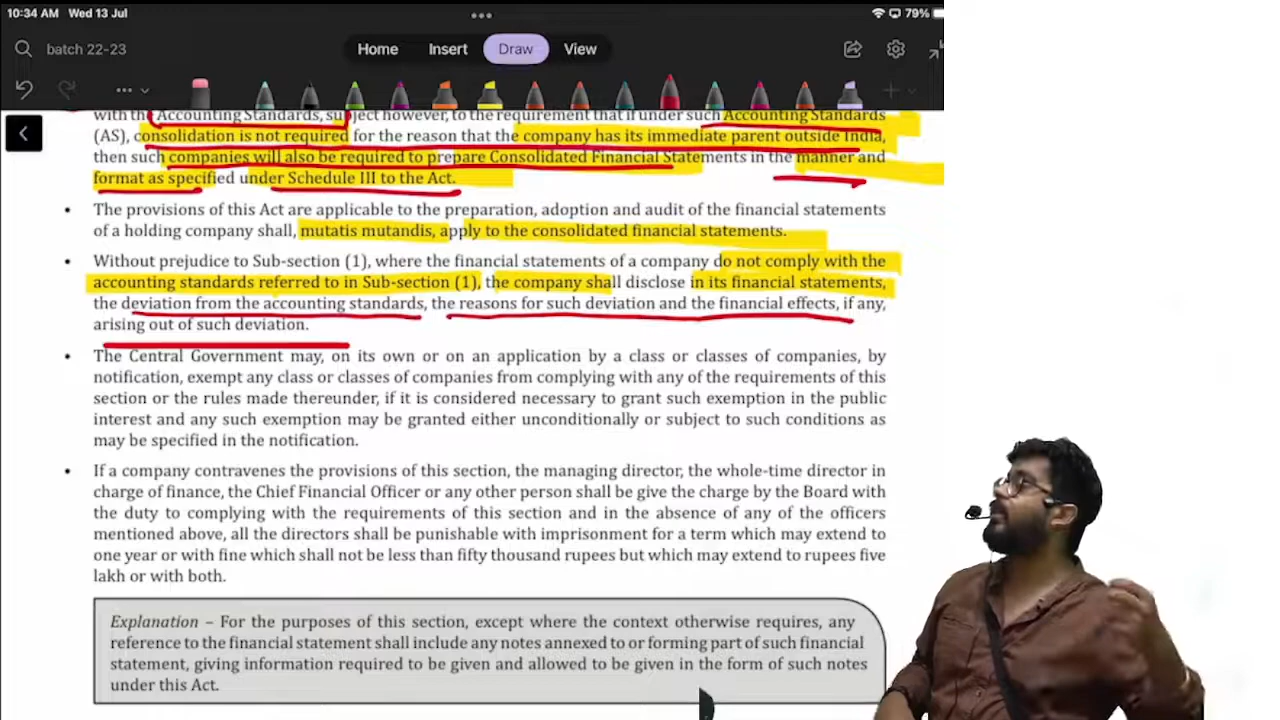 10:34 AM Wed 13 Jul
79%
batch 22-23
Home Insert Draw View
with the Accounting Standards, subject however, to the requirement that if under such Accounting Standards
(AS), consolidation is not required for the reason that the company has its immediate parent outside India,
then such companies will also be required to prepare Consolidated Financial Statements in the manner and
format as specified under Schedule III to the Act.
• The provisions of this Act are applicable to the preparation, adoption and audit of the financial statements
of a holding company shall, mutatis mutandis, apply to the consolidated financial statements.
• Without prejudice to Sub-section (1), where the financial statements of a company do not comply with the
accounting standards referred to in Sub-section (1), the company shall disclose in its financial statements,
the deviation from the accounting standards, the reasons for such deviation and the financial effects, if any,
arising out of such deviation.
• The Central Government may, on its own or on an application by a class or classes of companies, by
notification, exempt any class or classes of companies from complying with any of the requirements of this
section or the rules made thereunder, if it is considered necessary to grant such exemption in the public
interest and any such exemption may be granted either unconditionally or subject to such conditions as
may be specified in the notification.
• If a company contravenes the provisions of this section, the managing director, the whole-time director in
charge of finance, the Chief Financial Officer or any other person shall be give the charge by the Board with
the duty to complying with the requirements of this section and in the absence of any of the officers
mentioned above, all the directors shall be punishable with imprisonment for a term which may extend to
one year or with fine which shall not be less than fifty thousand rupees but which may extend to rupees five
lakh or with both.
Explanation – For the purposes of this section, except where the context otherwise requires, any
reference to the financial statement shall include any notes annexed to or forming part of such financial
statement, giving information required to be given and allowed to be given in the form of such notes
under this Act.